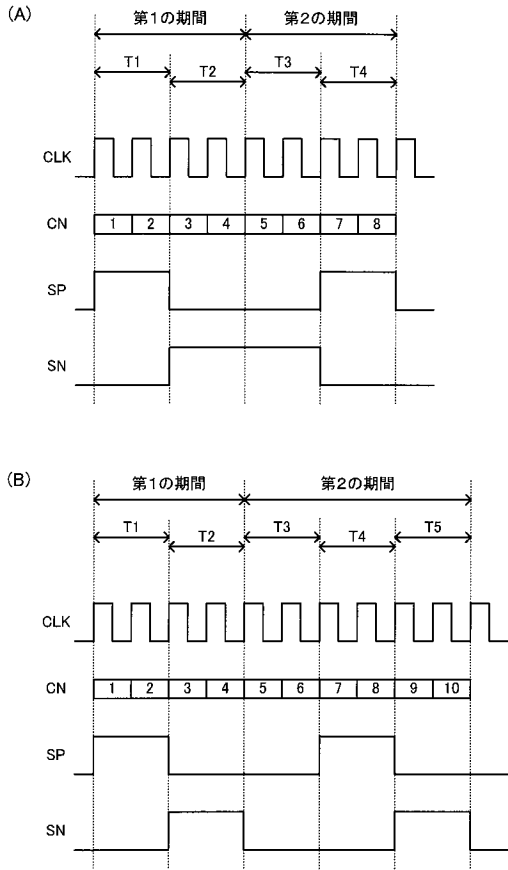 (A)
第1の期間 第2の期間
T1 T3
T2 T4
CLK
CN 1 2 3 4 5 6 7 8
SP
SN
(B)
第1の期間 第2の期間
T1 T3 T5
T2 T4
CLK
CN 1 2 3 4 5 6 7 8 9 10
SP
SN